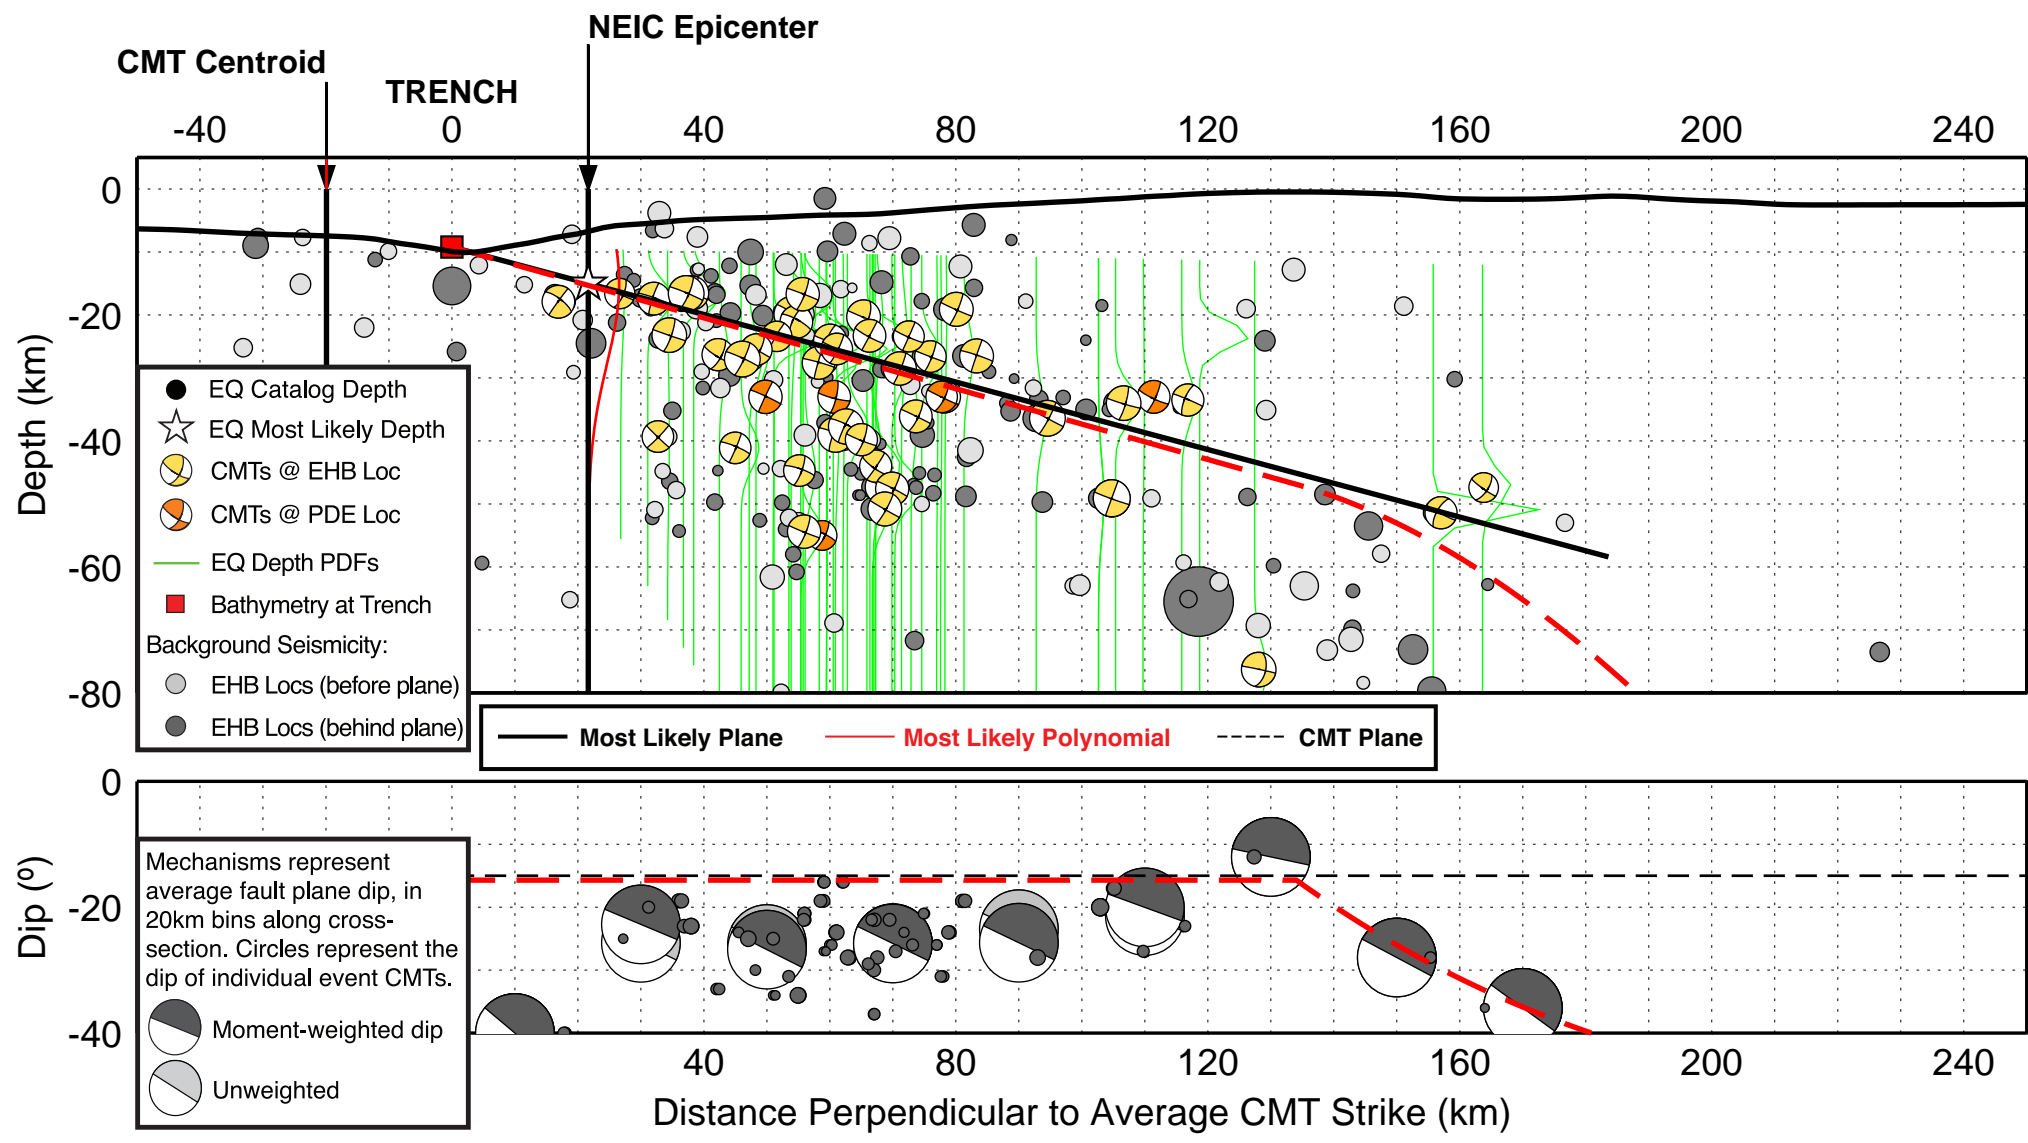 NEIC Epicenter
CMT Centroid
TRENCH
-40 0 40 80 120 160 200 240
0
-20
-40
-60
-80
Depth (km)
EQ Catalog Depth
EQ Most Likely Depth
CMTs @ EHB Loc
CMTs @ PDE Loc
EQ Depth PDFs
Bathymetry at Trench
Background Seismicity:
EHB Locs (before plane)
EHB Locs (behind plane)
Most Likely Plane Most Likely Polynomial CMT Plane
0
-20
-40
Dip (º)
Mechanisms represent
average fault plane dip, in
20km bins along cross-
section. Circles represent the
dip of individual event CMTs.
Moment-weighted dip
Unweighted
40 80 120 160 200 240
Distance Perpendicular to Average CMT Strike (km)